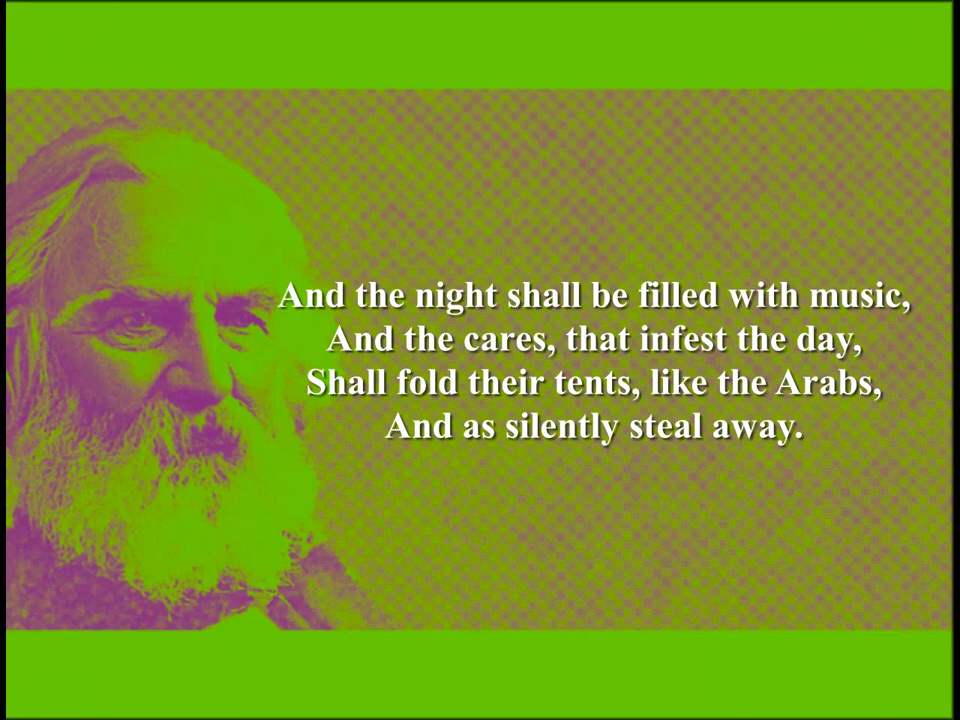 And the night shall be filled with music,
And the cares, that infest the day,
Shall fold their tents, like the Arabs,
And as silently steal away.